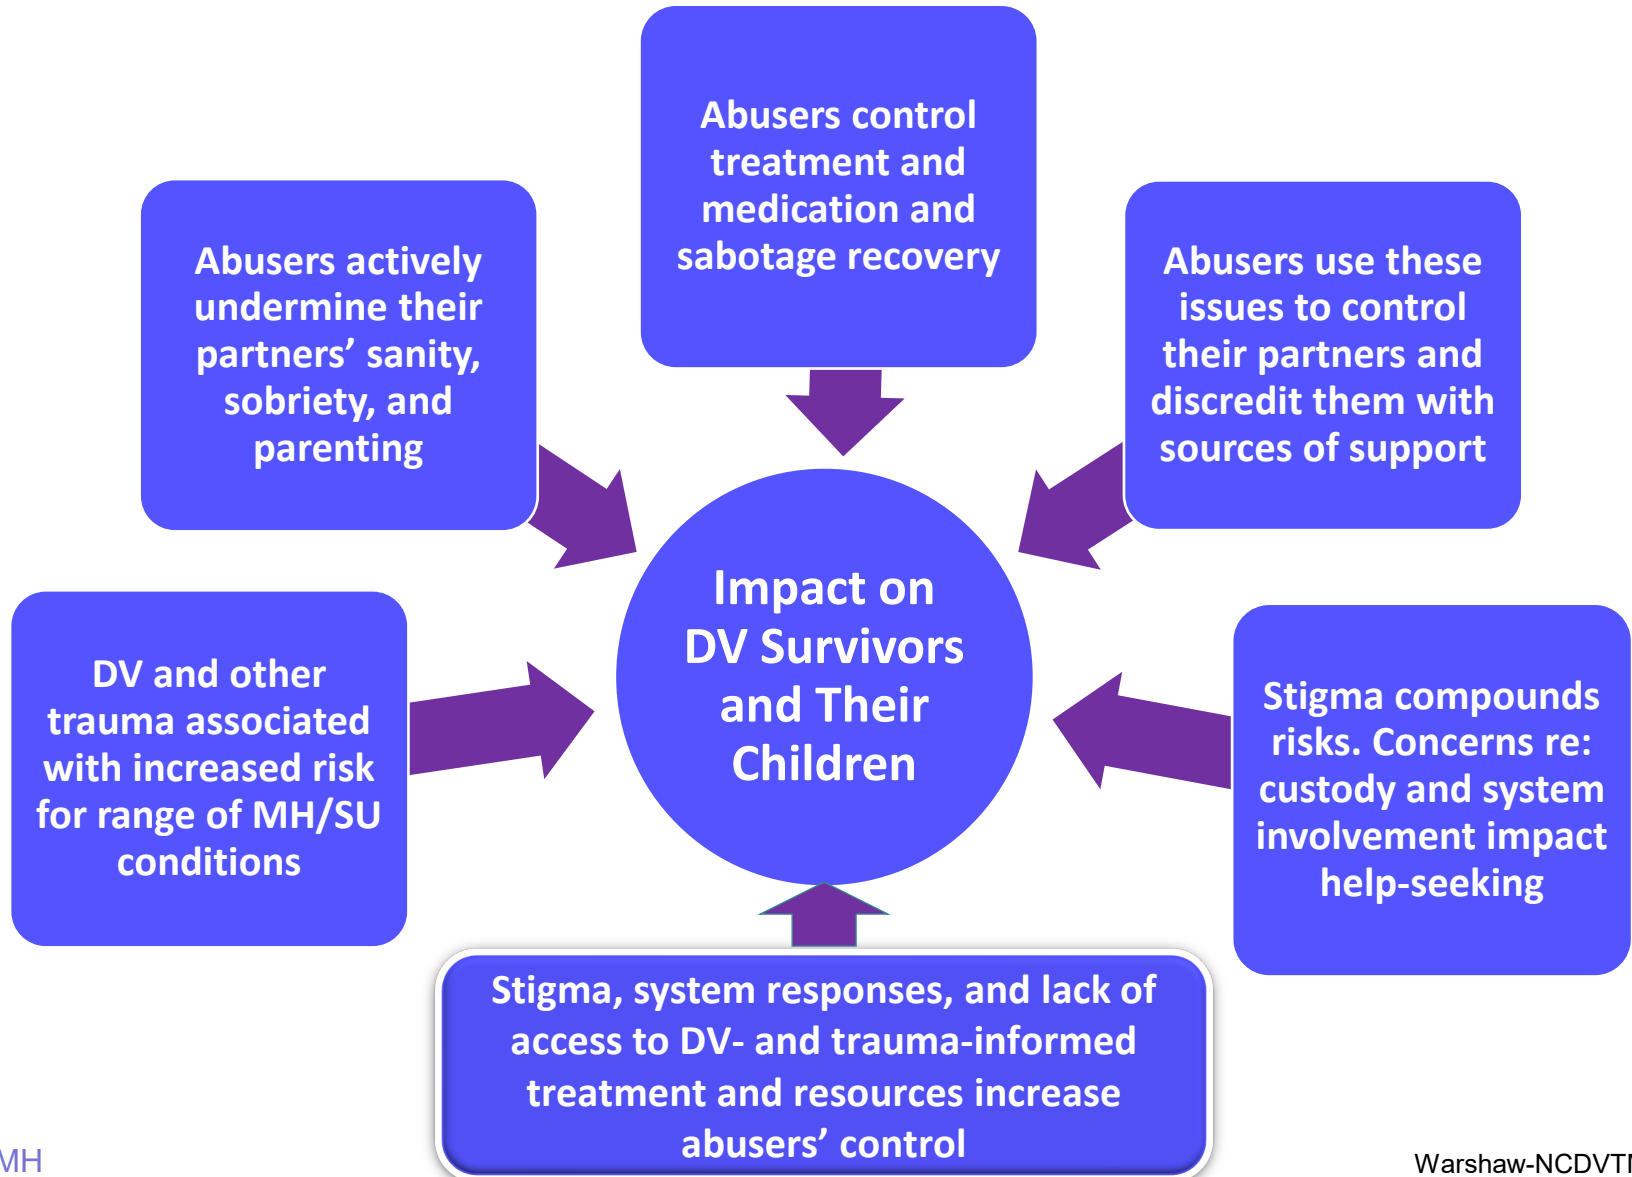 Abusers control
treatment and
medication and
sabotage recovery
Abusers actively
undermine their
partners’ sanity,
sobriety, and
parenting
Abusers use these
issues to control
their partners and
discredit them with
sources of support
Impact on
DV Survivors
and Their
Children
DV and other
trauma associated
with increased risk
for range of MH/SU
conditions
Stigma compounds
risks. Concerns re:
custody and system
involvement impact
help-seeking
Stigma, system responses, and lack of
access to DV- and trauma-informed
treatment and resources increase
abusers’ control
MH
Warshaw-NCDVTM